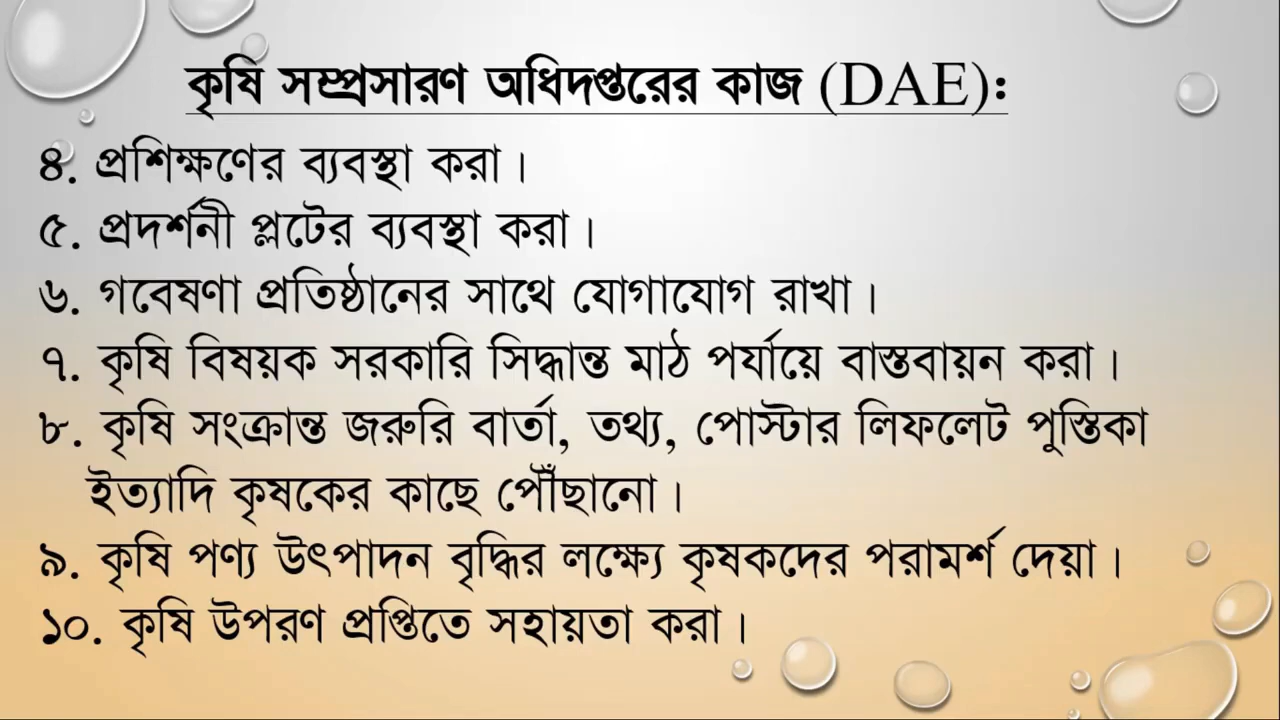 কৃষি সম্প্রসারণ অধিদপ্তরের কাজ (DAE)ঃ
৪. প্রশিক্ষণের ব্যবস্থা করা।
৫. প্রদর্শনী প্লটের ব্যবস্থা করা।
৬. গবেষণা প্রতিষ্ঠানের সাথে যোগাযোগ রাখা।
৭. কৃষি বিষয়ক সরকারি সিদ্ধান্ত মাঠ পর্যায়ে বাস্তবায়ন করা।
৮. কৃষি সংক্রান্ত জরুরি বার্তা, তথ্য, পোস্টার লিফলেট পুস্তিকা
ইত্যাদি কৃষকের কাছে পৌঁছানো।
৯. কৃষি পণ্য উৎপাদন বৃদ্ধির লক্ষ্যে কৃষকদের পরামর্শ দেয়া।
১০. কৃষি উপরণ প্রপ্তিতে সহায়তা করা।